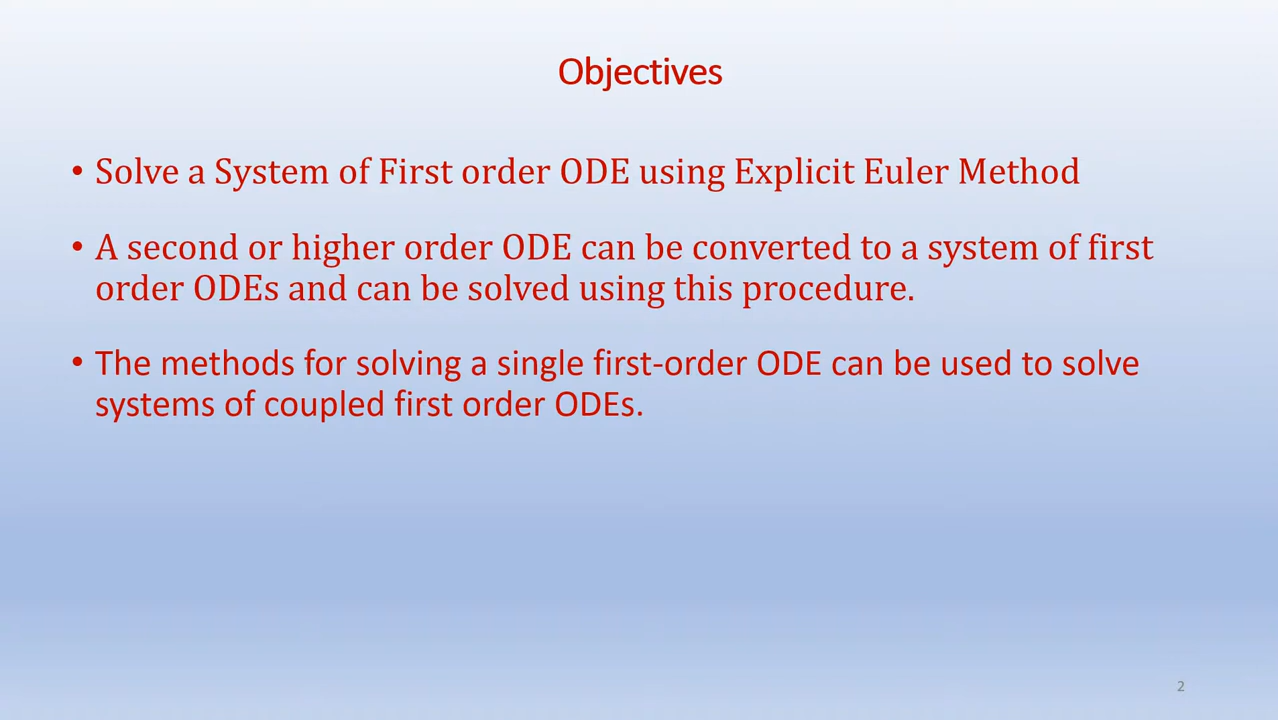 Objectives
• Solve a System of First order ODE using Explicit Euler Method
• A second or higher order ODE can be converted to a system of first
order ODEs and can be solved using this procedure.
• The methods for solving a single first-order ODE can be used to solve
systems of coupled first order ODEs.
2